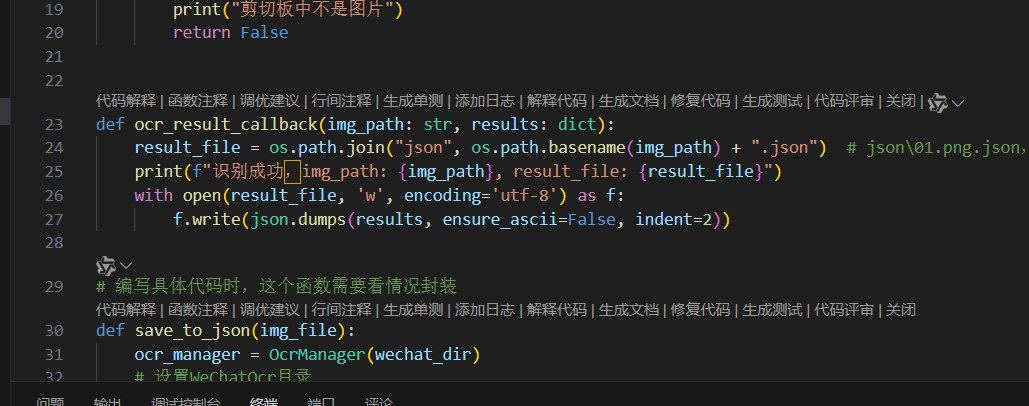 19 print("剪切板中不是图片")
20 return False
21
22
代码解释 | 函数注释 | 调优建议 | 行间注释 | 生成单测 | 添加日志 | 解释代码 | 生成文档 | 修复代码 | 生成测试 | 代码评审 | 关闭 |
23 def ocr_result_callback(img_path: str, results: dict):
24 result_file = os.path.join("json", os.path.basename(img_path) + ".json")  # json\01.png.json,
25 print(f"识别成功，img_path: {img_path}, result_file: {result_file}")
26 with open(result_file, 'w', encoding='utf-8') as f:
27 f.write(json.dumps(results, ensure_ascii=False, indent=2))
28
29 # 编写具体代码时，这个函数需要看情况封装
代码解释 | 函数注释 | 调优建议 | 行间注释 | 生成单测 | 添加日志 | 解释代码 | 生成文档 | 修复代码 | 生成测试 | 代码评审 | 关闭
30 def save_to_json(img_file):
31 ocr_manager = OcrManager(wechat_dir)
32 # 设置WeChatOcr目录
问题 输出 调试控制台 终端 端口 评论